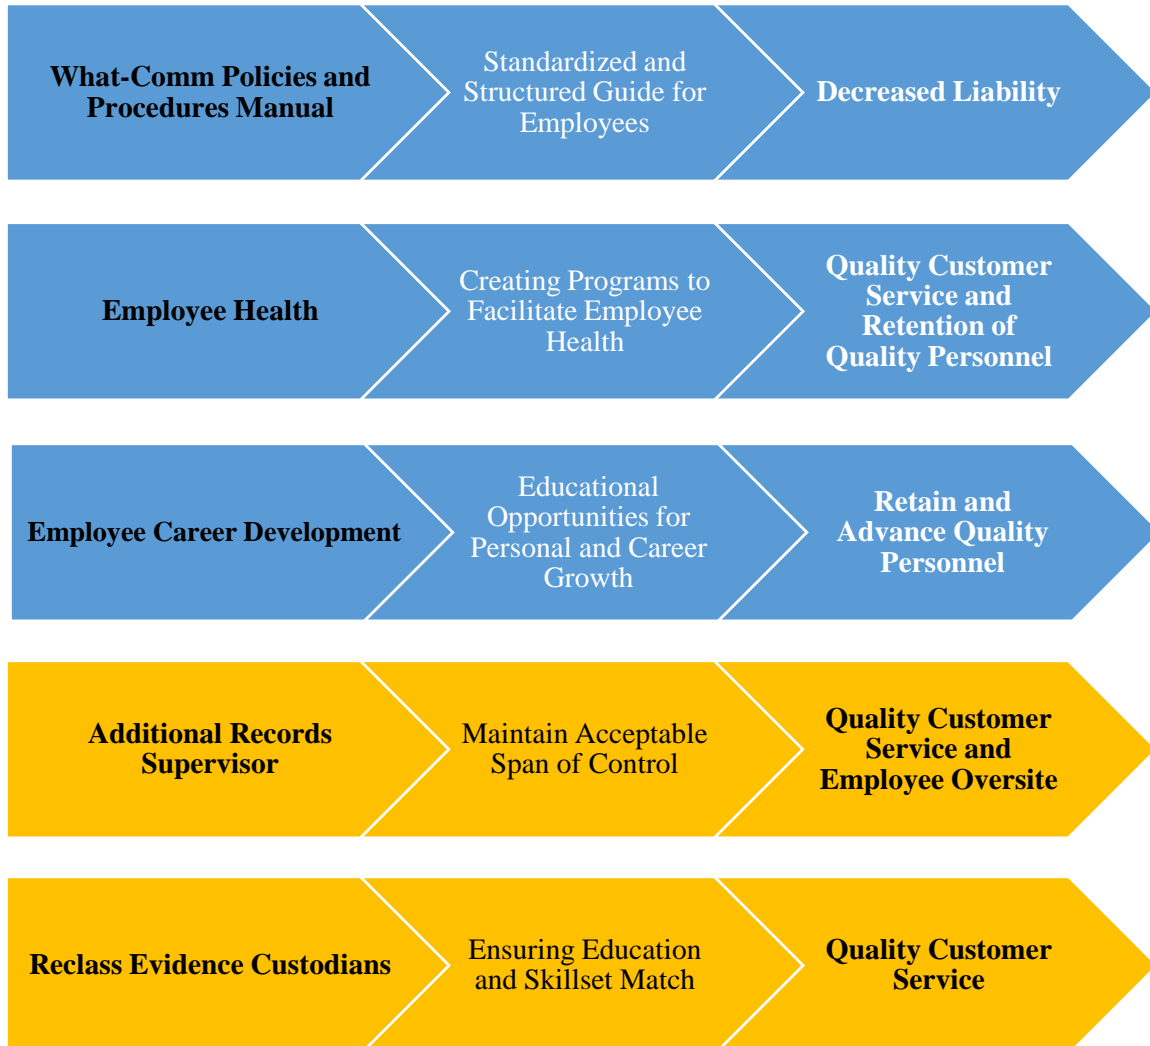 What-Comm Policies and
Procedures Manual
Standardized and
Structured Guide for
Employees
Decreased Liability
Employee Health
Creating Programs to
Facilitate Employee
Health
Quality Customer
Service and
Retention of
Quality Personnel
Employee Career Development
Educational
Opportunities for
Personal and Career
Growth
Retain and
Advance Quality
Personnel
Additional Records
Supervisor
Maintain Acceptable
Span of Control
Quality Customer
Service and
Employee Oversite
Reclass Evidence Custodians
Ensuring Education
and Skillset Match
Quality Customer
Service